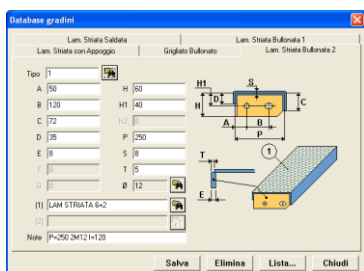 Database gradini
Lam. Striata Saldata
Lam. Striata Bullonata 1
Lam. Striata con Appoggio
Grigliato Bullonato
Lam. Striata Bullonata 2
Tipo 1
A 50 H 60
B 120 H1 40
C 72 H2 0
D 35 P 250
E 8 S 8
F 0 T 5
G 0 Ø 12
(1) LAM STRIATA 6+2
(2)
Note P=250 2M12 I=120
H1 S
H D C
A B
P
T
1
E
Salva Elimina Lista... Chiudi